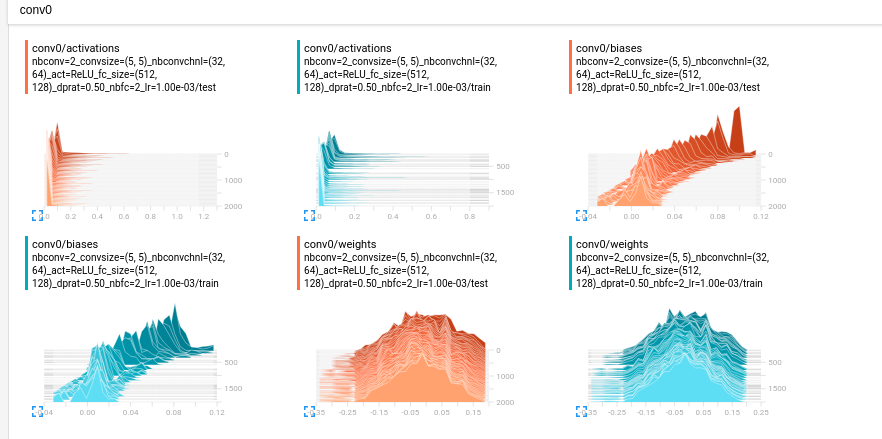 conv0
conv0/activations
nbconv=2_convsize=(5, 5)_nbconvchnl=(32,
64)_act=ReLU_fc_size=(512,
128)_dprat=0.50_nbfc=2_lr=1.00e-03/test
0
1000
2000
0.2 0.4 0.6 0.8 1.0 1.2
conv0/activations
nbconv=2_convsize=(5, 5)_nbconvchnl=(32,
64)_act=ReLU_fc_size=(512,
128)_dprat=0.50_nbfc=2_lr=1.00e-03/train
500
1500
0.2 0.4 0.6 0.8
conv0/biases
nbconv=2_convsize=(5, 5)_nbconvchnl=(32,
64)_act=ReLU_fc_size=(512,
128)_dprat=0.50_nbfc=2_lr=1.00e-03/test
0
1000
2000
0.00 0.04 0.08 0.12
conv0/biases
nbconv=2_convsize=(5, 5)_nbconvchnl=(32,
64)_act=ReLU_fc_size=(512,
128)_dprat=0.50_nbfc=2_lr=1.00e-03/train
500
1500
0.00 0.04 0.08 0.12
conv0/weights
nbconv=2_convsize=(5, 5)_nbconvchnl=(32,
64)_act=ReLU_fc_size=(512,
128)_dprat=0.50_nbfc=2_lr=1.00e-03/test
0
1000
2000
-0.25 -0.15 -0.05 0.05 0.15
conv0/weights
nbconv=2_convsize=(5, 5)_nbconvchnl=(32,
64)_act=ReLU_fc_size=(512,
128)_dprat=0.50_nbfc=2_lr=1.00e-03/train
500
1500
-0.25 -0.15 -0.05 0.05 0.15 0.25